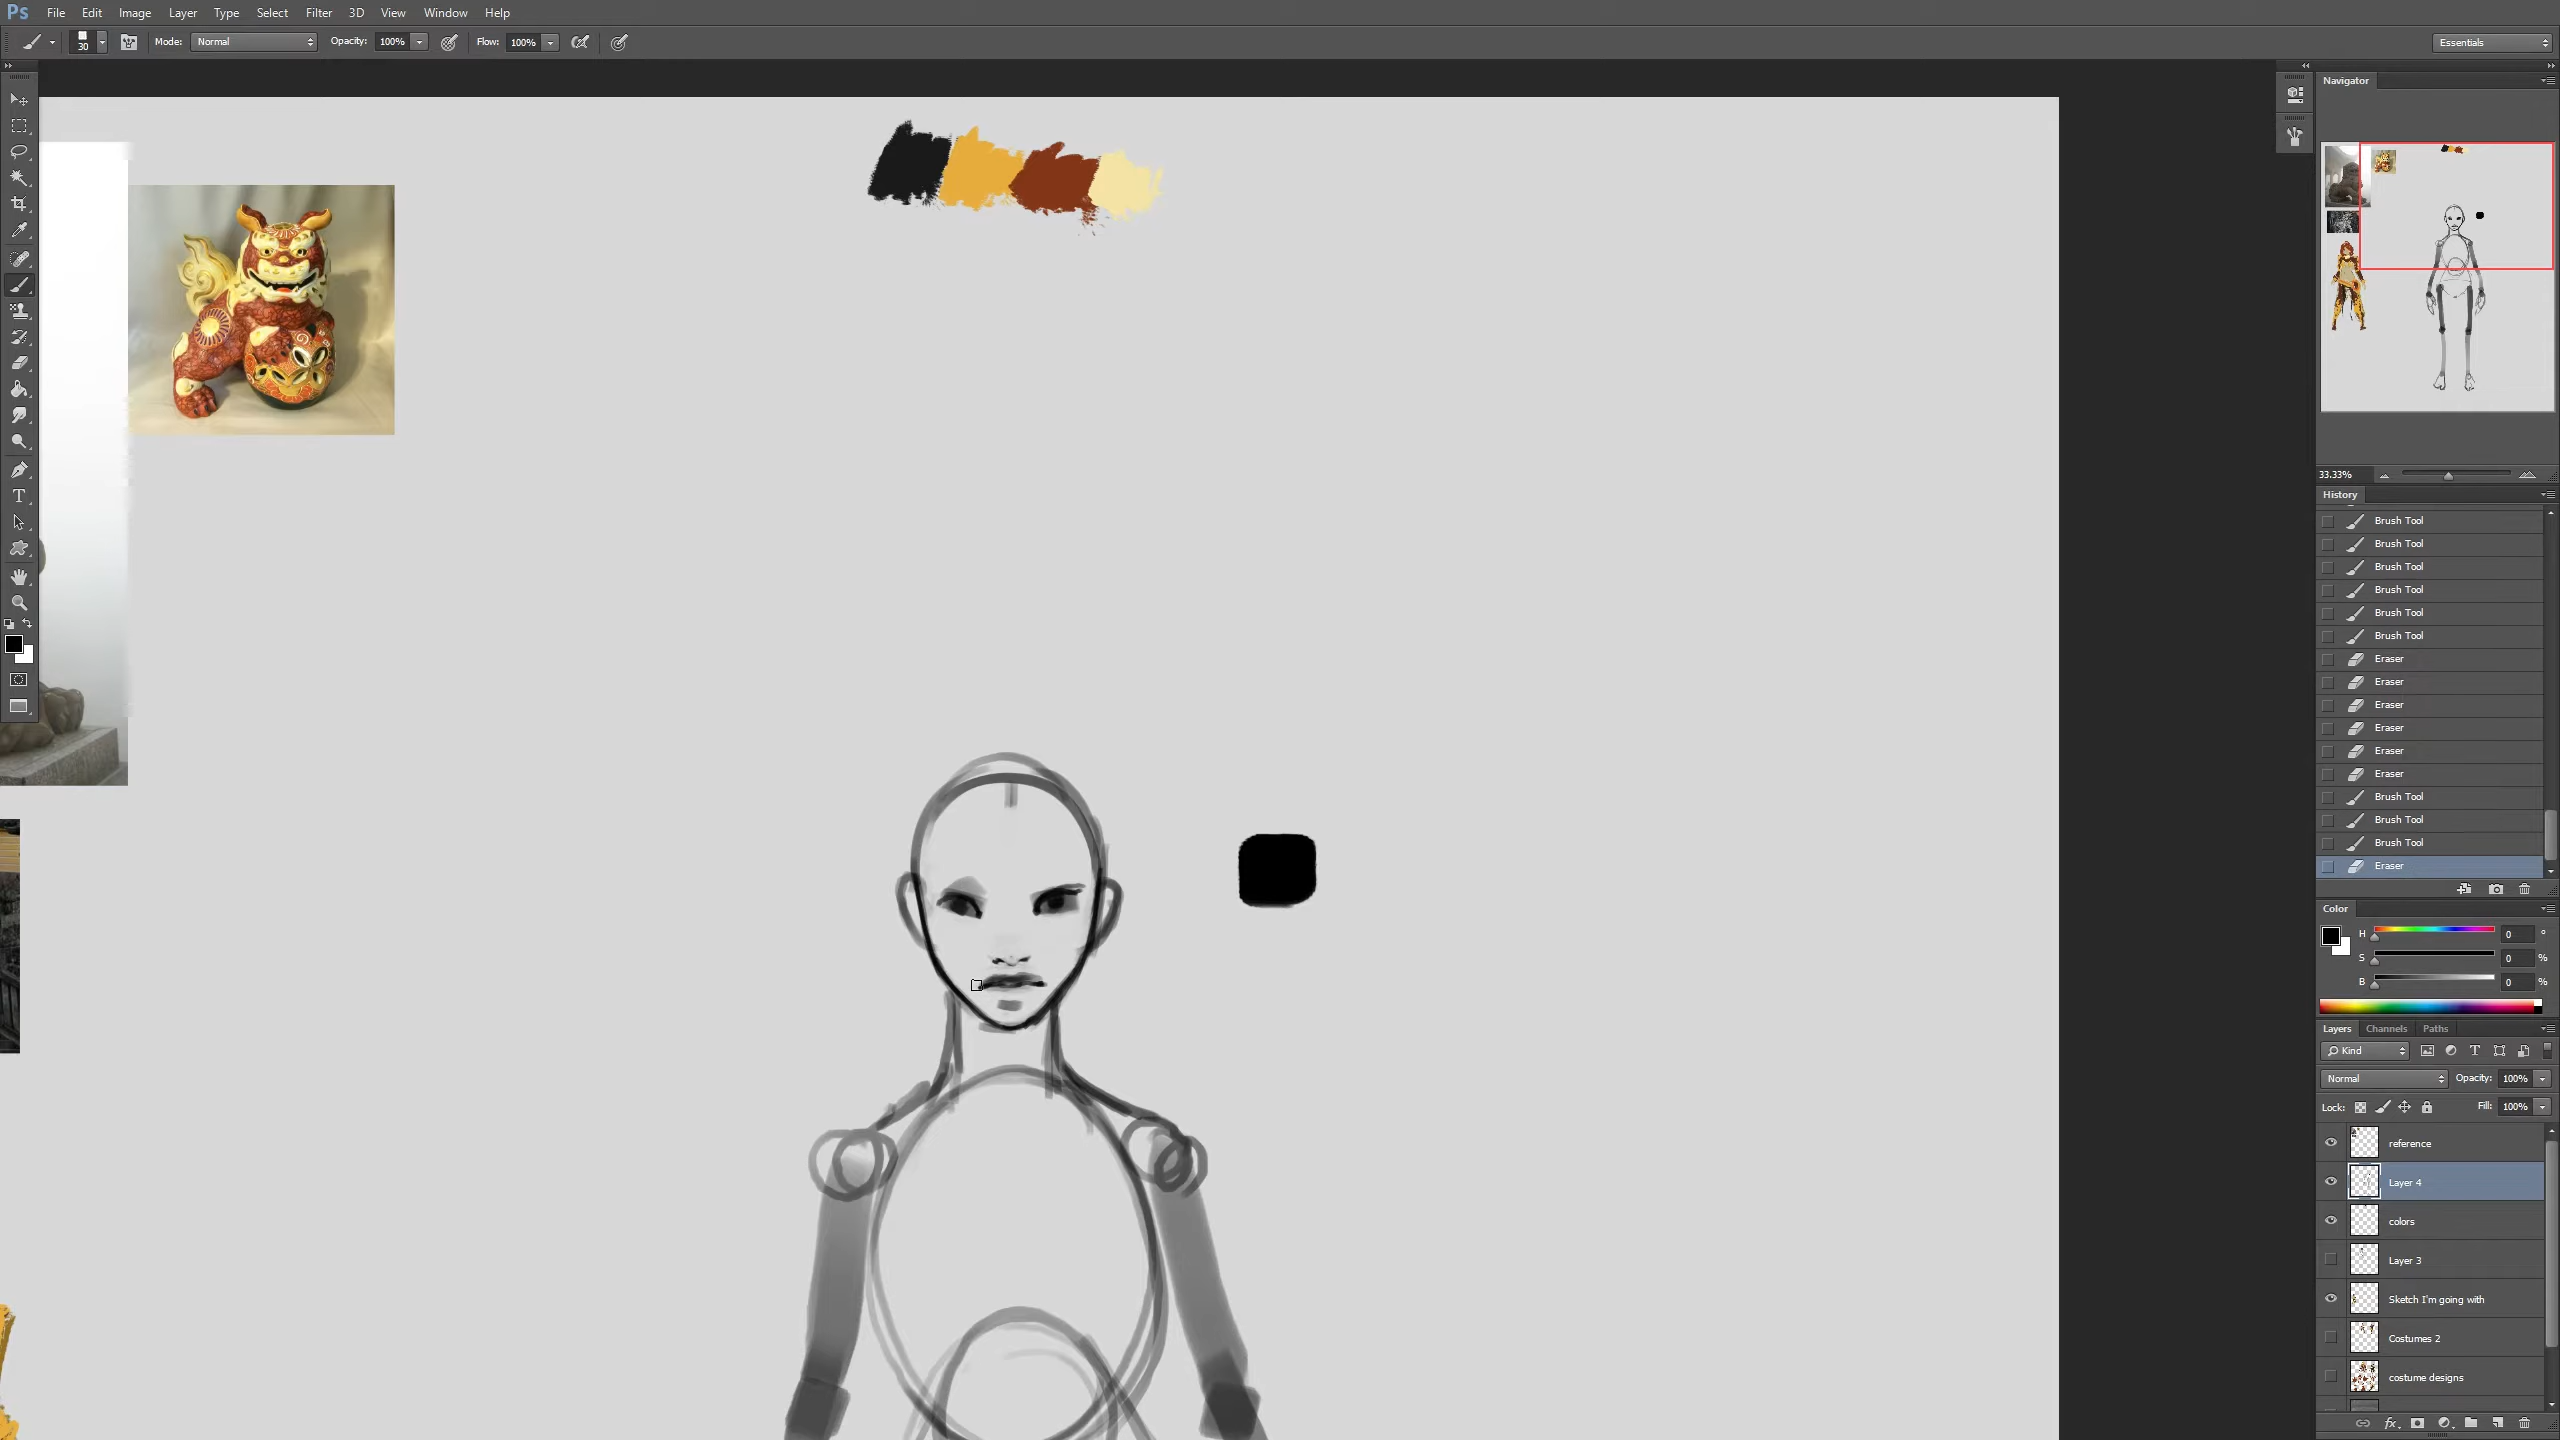 Ps File Edit Image Layer Type Select Filter 3D View Window Help
30 Mode: Normal Opacity: 100% Flow: 100% Essentials
Navigator
33.33%
History
Brush Tool
Brush Tool
Brush Tool
Brush Tool
Brush Tool
Brush Tool
Eraser
Eraser
Eraser
Eraser
Eraser
Eraser
Brush Tool
Brush Tool
Brush Tool
Eraser
Color
H 0 °
S 0 %
B 0 %
Layers Channels Paths
Kind
Normal Opacity: 100%
Lock: Fill: 100%
reference
Layer 4
colors
Layer 3
Sketch I'm going with
Costumes 2
costume designs
fx